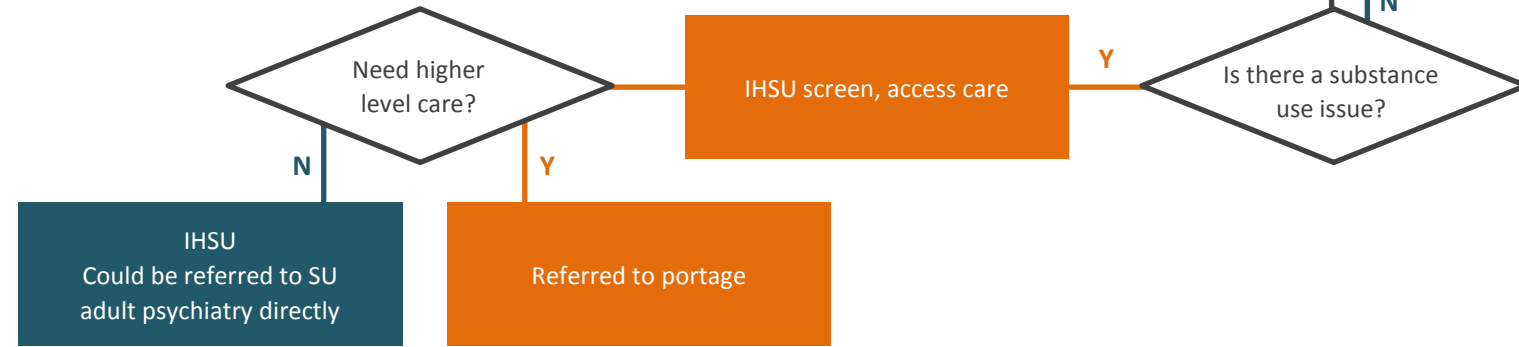 N
Need higher
level care?
IHSU screen, access care
Y
Is there a substance
use issue?
N
Y
IHSU
Could be referred to SU
adult psychiatry directly
Referred to portage